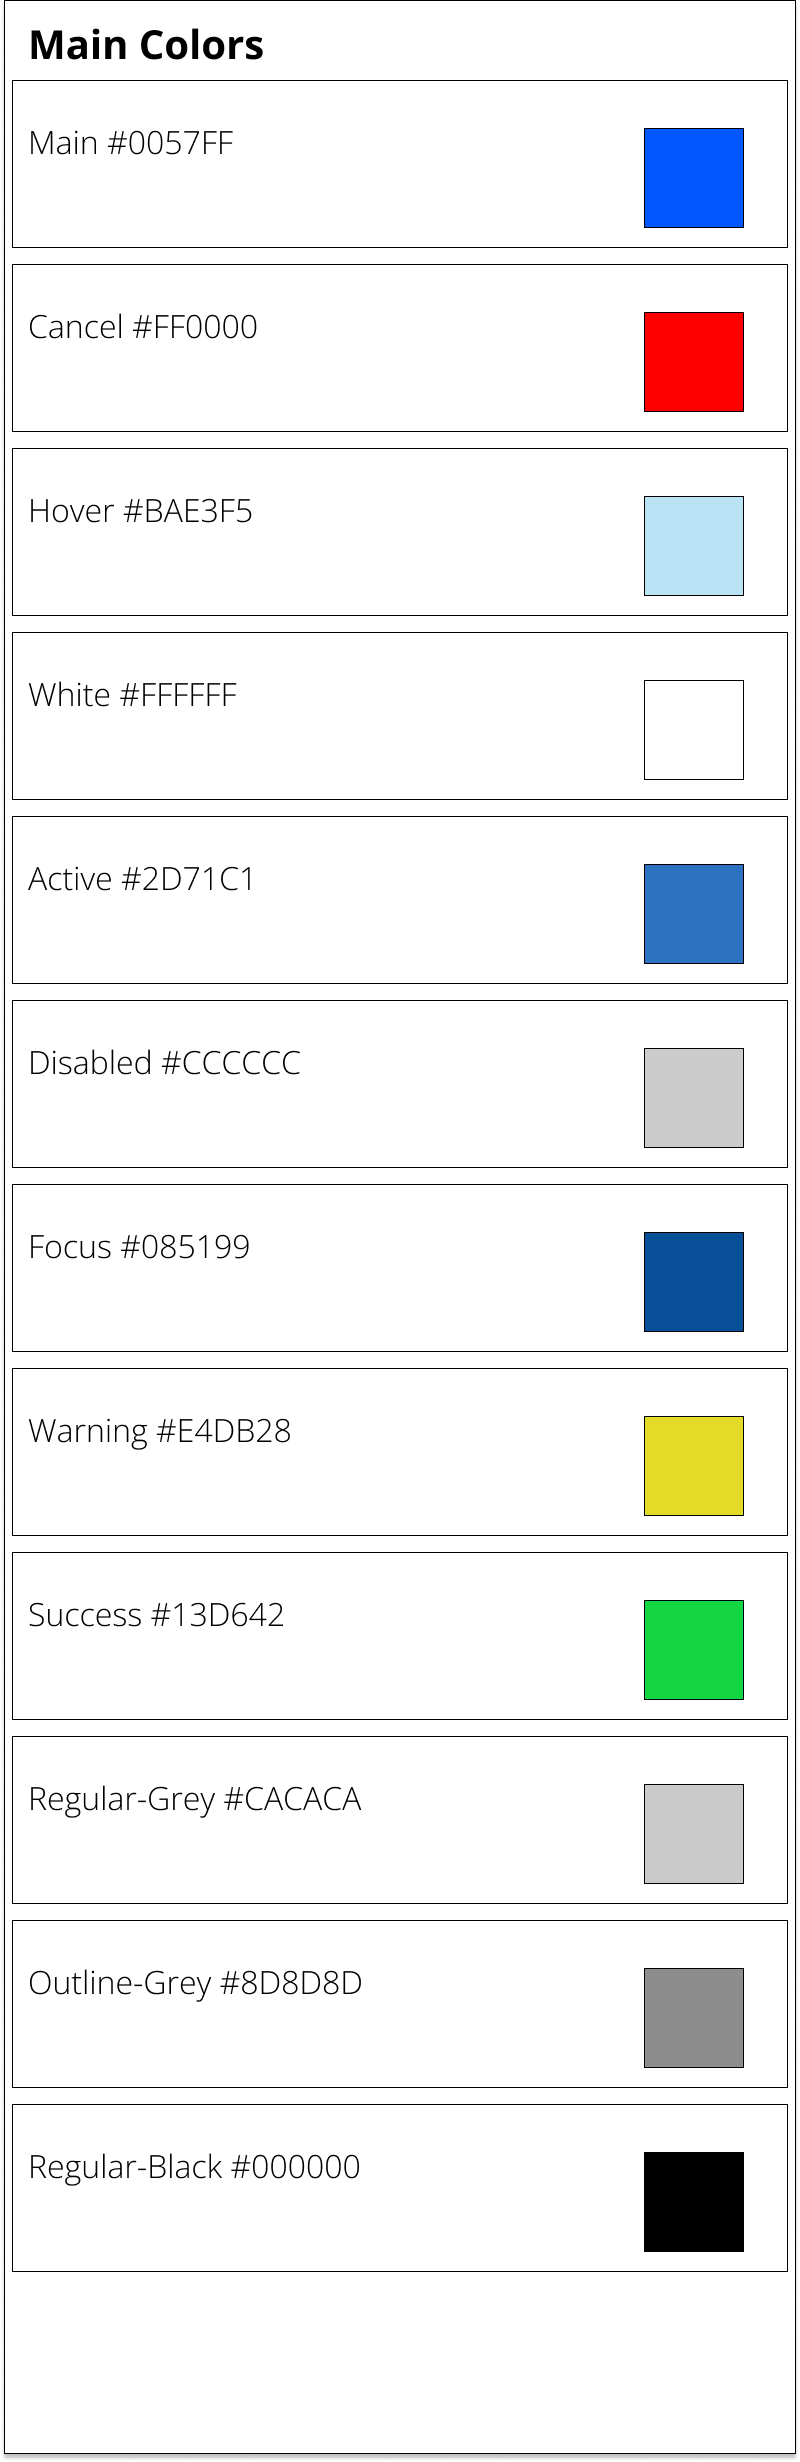 Main Colors
Main #0057FF
Cancel #FF0000
Hover #BAE3F5
White #FFFFFF
Active #2D71C1
Disabled #CCCCCC
Focus #085199
Warning #E4DB28
Success #13D642
Regular-Grey #CACACA
Outline-Grey #8D8D8D
Regular-Black #000000